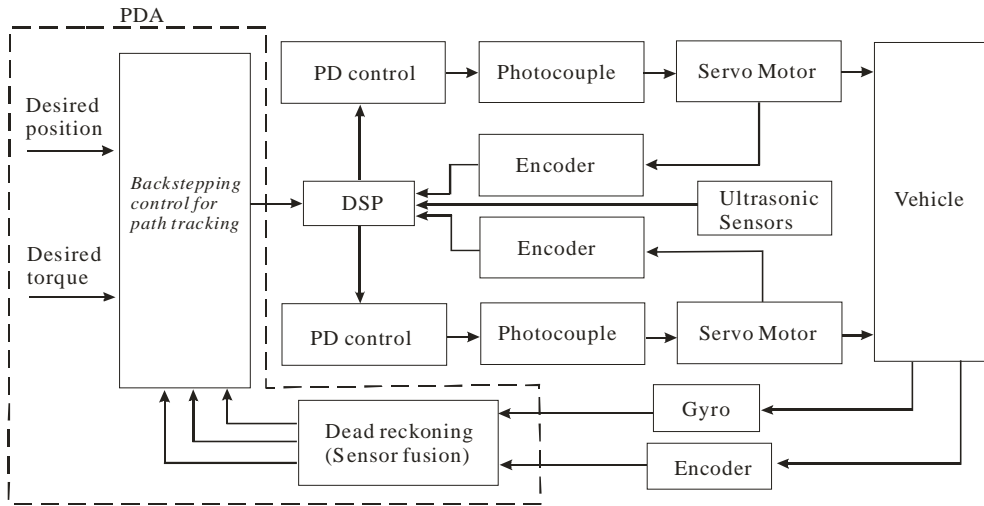 PDA
Desired
position
Desired
torque
Backstepping
control for
path tracking
PD control
Photocouple
Servo Motor
Encoder
DSP
Ultrasonic
Sensors
Encoder
Vehicle
PD control
Photocouple
Servo Motor
Dead reckoning
(Sensor fusion)
Gyro
Encoder